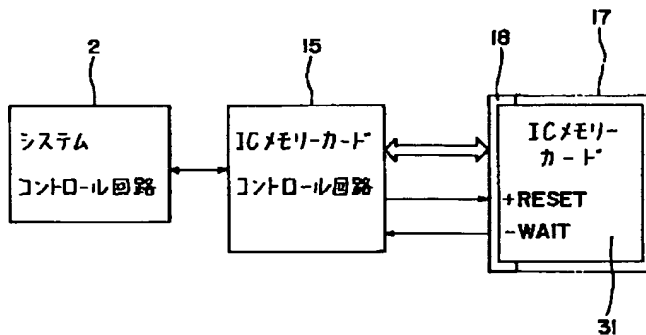 2
15
18
17
システム
コントロール回路
ICメモリーカード
コントロール回路
ICメモリー
カード
+RESET
-WAIT
31